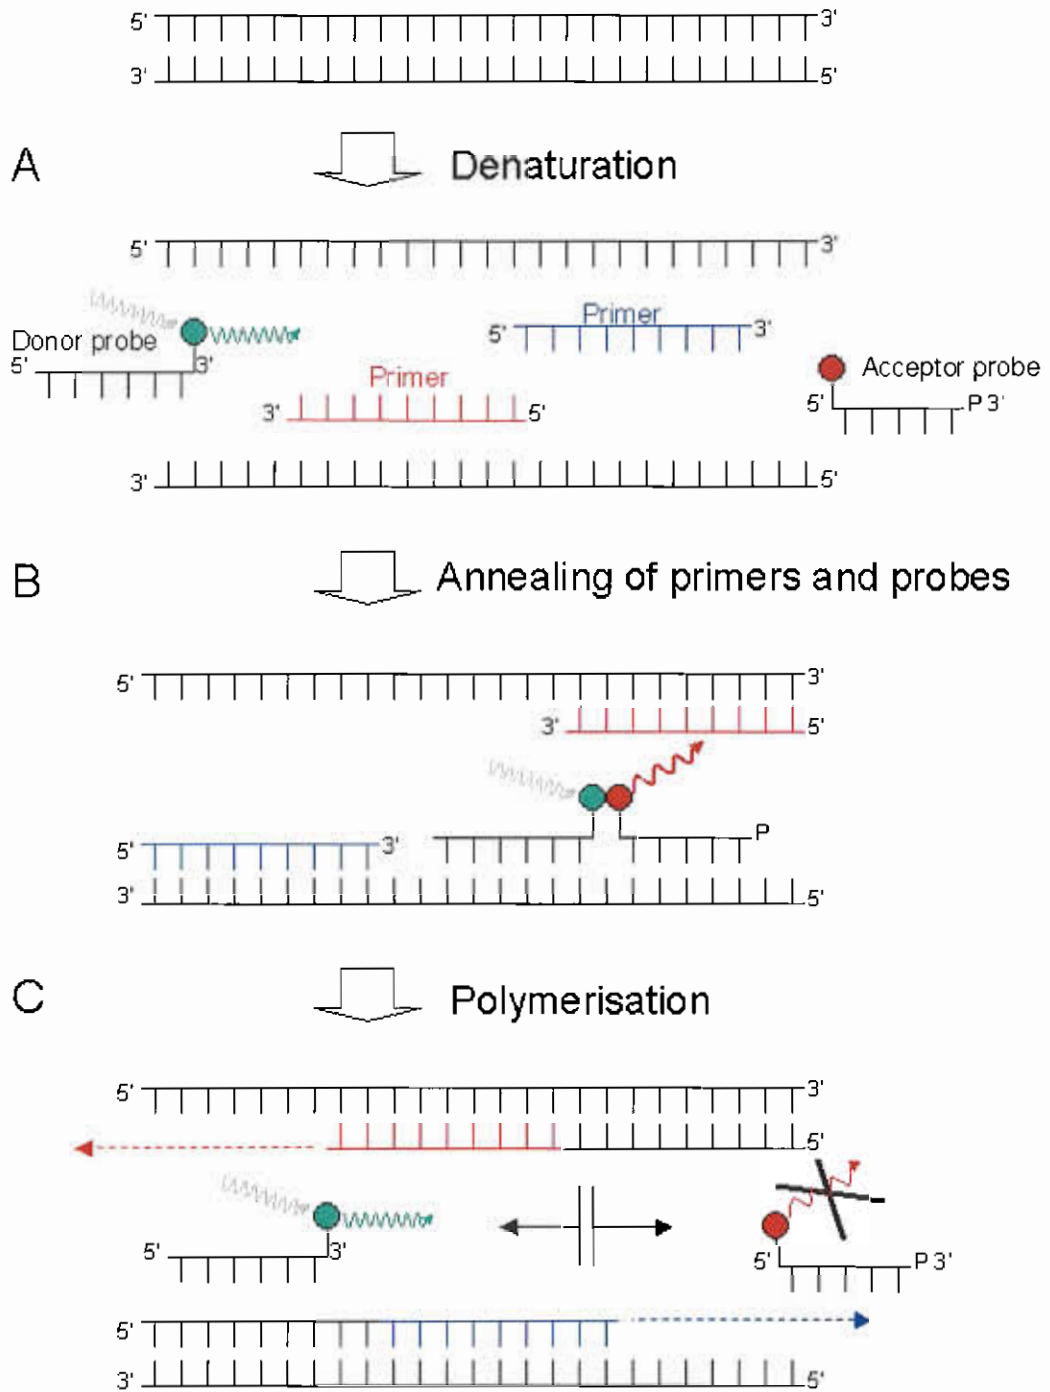 5' 3'
3' 5'
A Denaturation
5' 3'
Primer
5' 3'
Donor probe
5' 3'
Acceptor probe
5' P 3'
Primer
3' 5'
3' 5'
B Annealing of primers and probes
5' 3'
3' 5'
P
5' 3'
3' 5'
C Polymerisation
5' 3'
5'
5' 3'
5' P 3'
5'
3' 5'